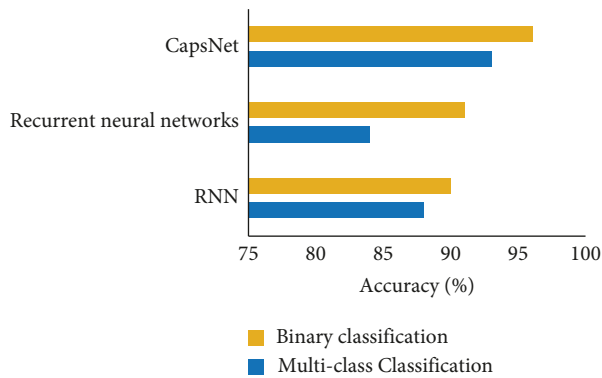 CapsNet
Recurrent neural networks
RNN
75 80 85 90 95 100
Accuracy (%)
Binary classification
Multi-class Classification